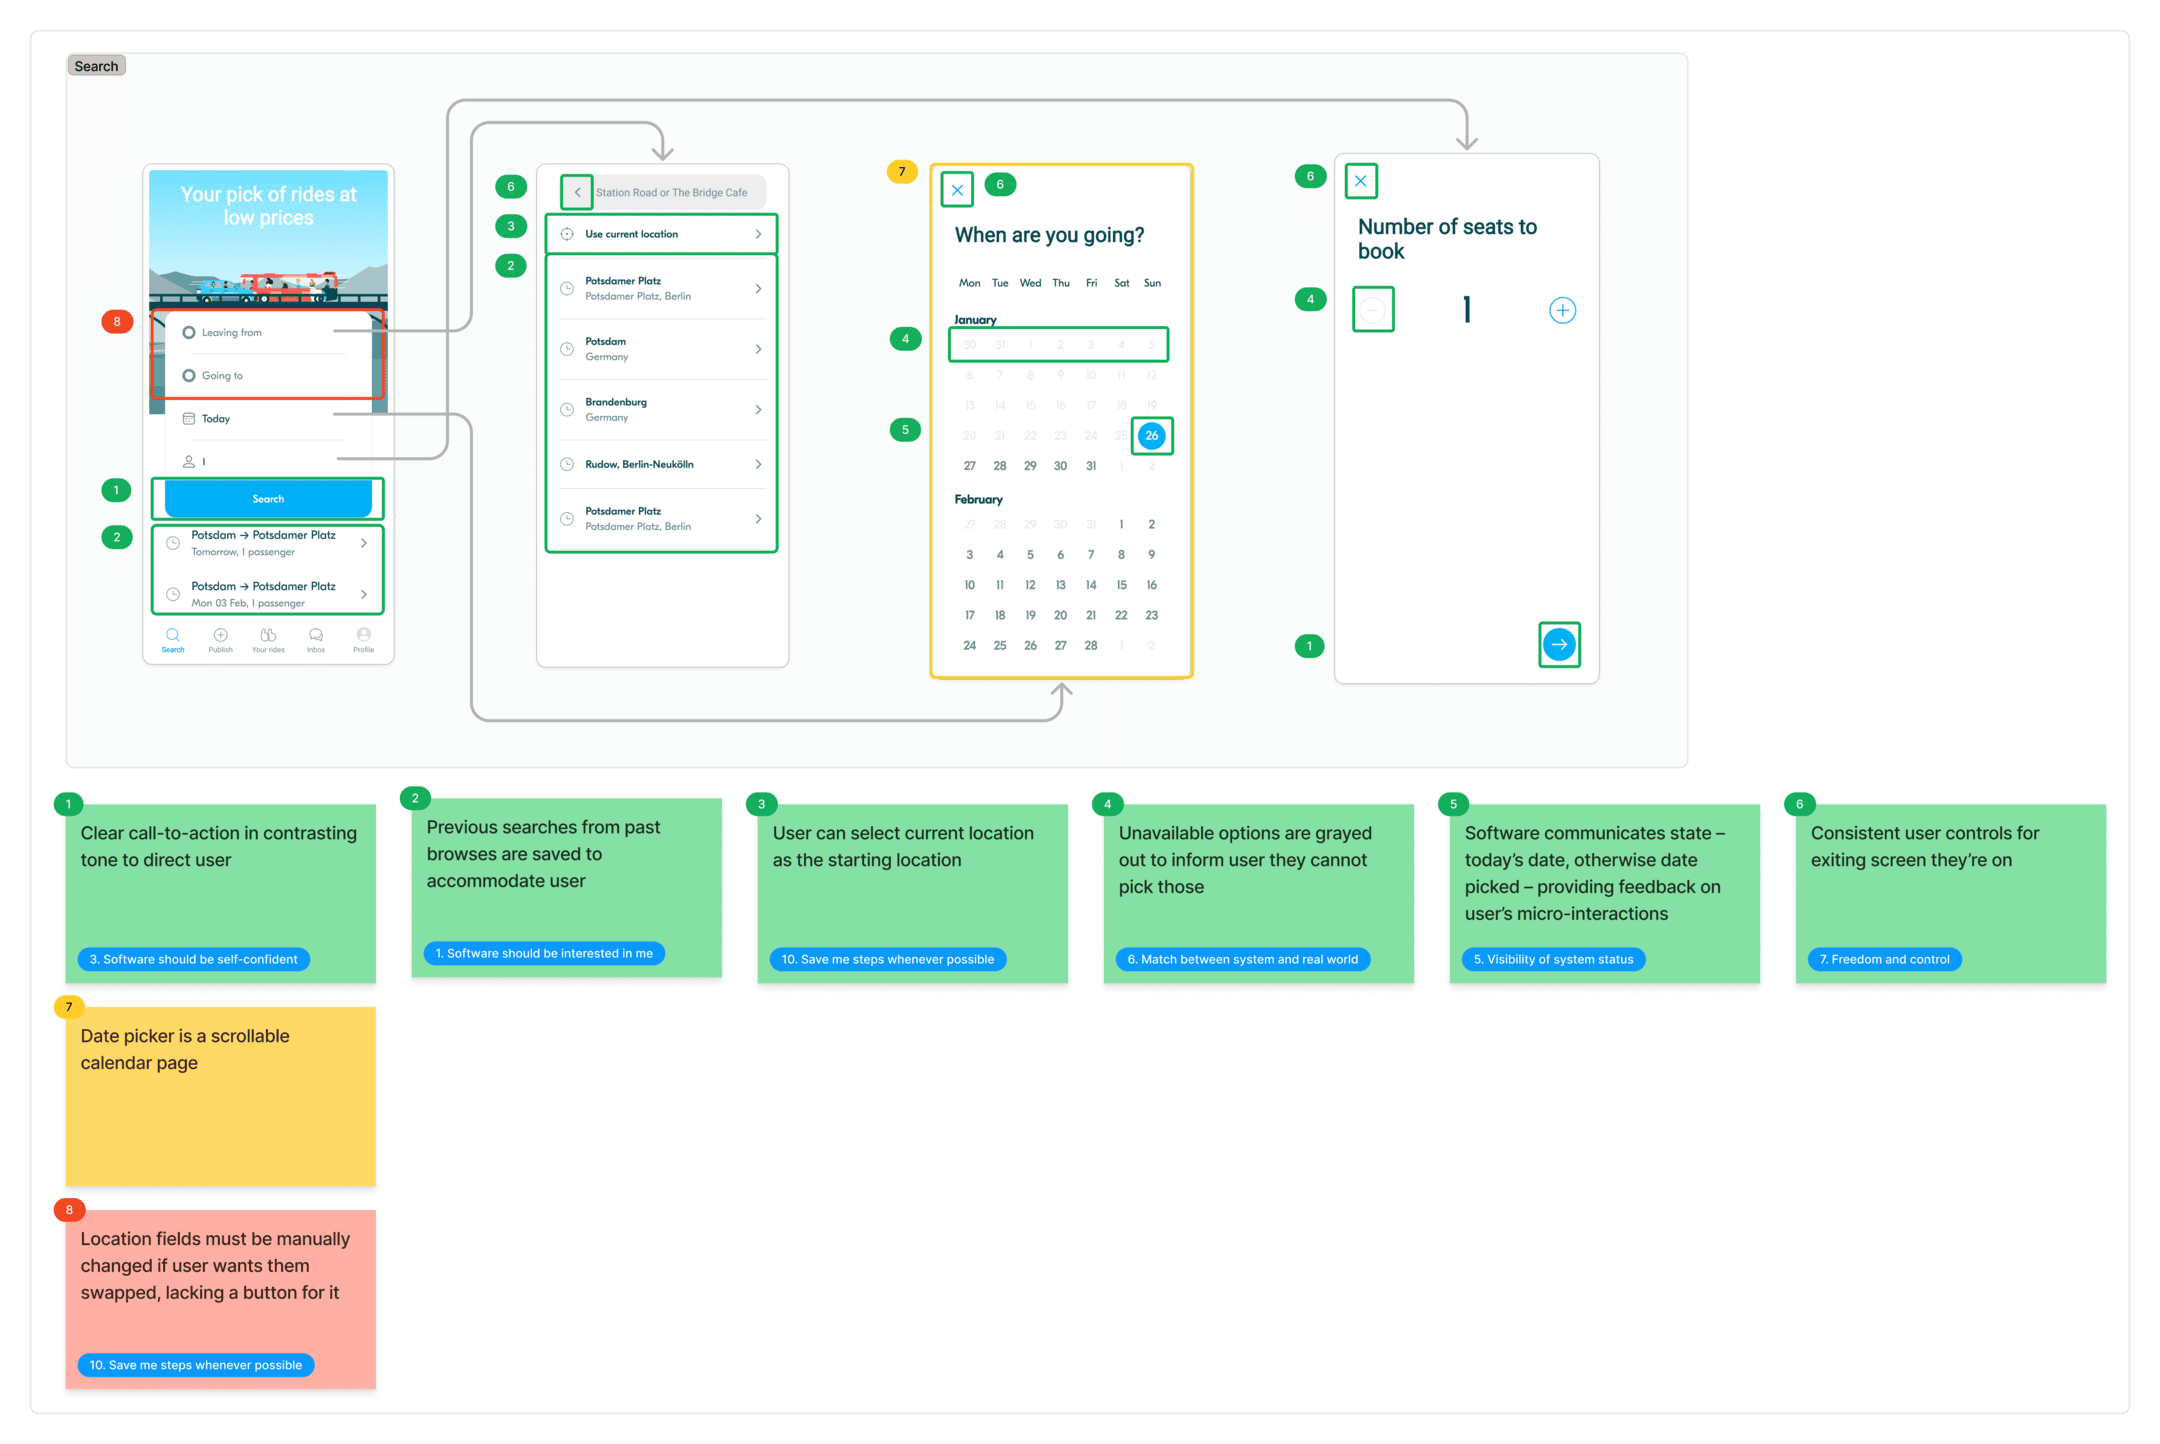 Search
Your pick of rides at
low prices
8
Leaving from
Going to
Today
1
1
Search
2
Potsdam → Potsdamer Platz
Tomorrow, 1 passenger
Potsdam → Potsdamer Platz
Mon 03 Feb, 1 passenger
Search Publish Your rides Inbox Profile
6
Station Road or The Bridge Cafe
3
Use current location
2
Potsdamer Platz
Potsdamer Platz, Berlin
Potsdam
Germany
Brandenburg
Germany
Rudow, Berlin-Neukölln
Potsdamer Platz
Potsdamer Platz, Berlin
7
6
When are you going?
Mon Tue Wed Thu Fri Sat Sun
January
4
30 31 1 2 3 4 5
6 7 8 9 10 11 12
13 14 15 16 17 18 19
5
20 21 22 23 24 25 26
27 28 29 30 31 1 2
February
27 28 29 30 31 1 2
3 4 5 6 7 8 9
10 11 12 13 14 15 16
17 18 19 20 21 22 23
24 25 26 27 28 1 2
6
Number of seats to
book
4
1
1
1
Clear call-to-action in contrasting
tone to direct user
3. Software should be self-confident
2
Previous searches from past
browses are saved to
accommodate user
1. Software should be interested in me
3
User can select current location
as the starting location
10. Save me steps whenever possible
4
Unavailable options are grayed
out to inform user they cannot
pick those
6. Match between system and real world
5
Software communicates state –
today's date, otherwise date
picked – providing feedback on
user's micro-interactions
5. Visibility of system status
6
Consistent user controls for
exiting screen they're on
7. Freedom and control
7
Date picker is a scrollable
calendar page
8
Location fields must be manually
changed if user wants them
swapped, lacking a button for it
10. Save me steps whenever possible